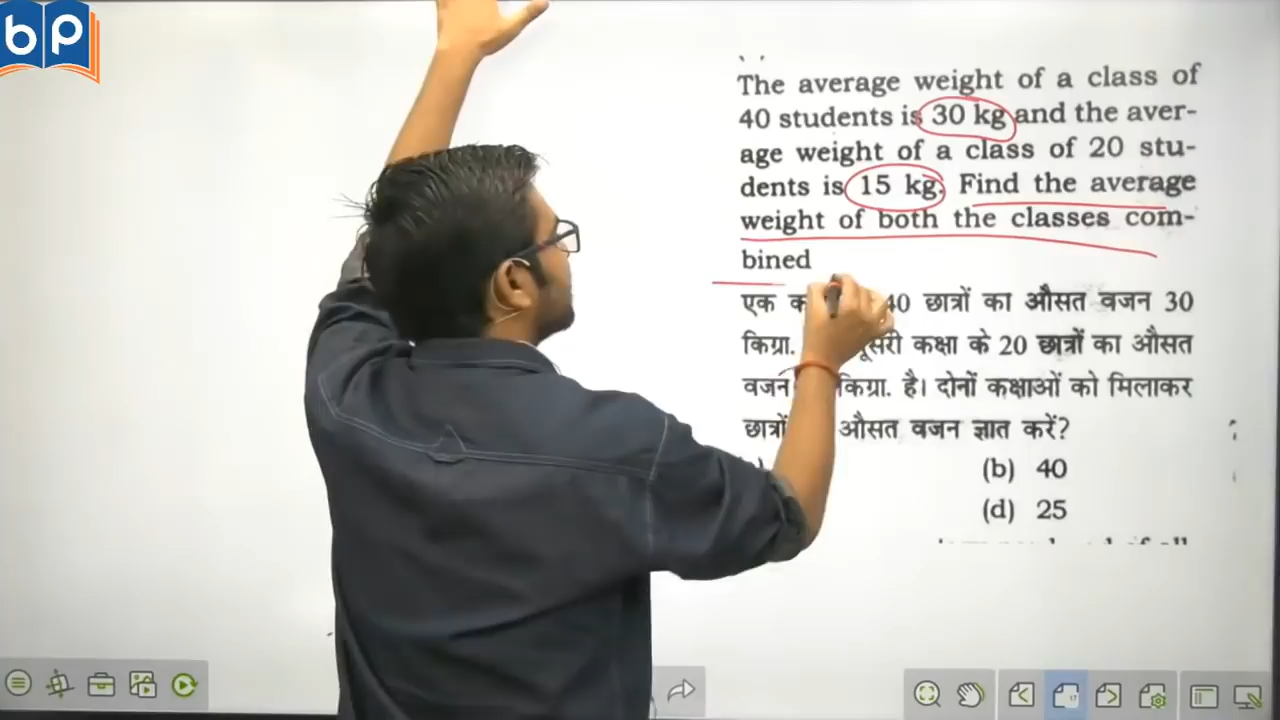 bp
The average weight of a class of
40 students is 30 kg and the aver-
age weight of a class of 20 stu-
dents is 15 kg. Find the average
weight of both the classes com-
bined
एक 40 छात्रों का औसत वजन 30
किग्रा. कक्षा के 20 छात्रों का औसत
वजन किग्रा. है। दोनों कक्षाओं को मिलाकर
छात्रों औसत वजन ज्ञात करें?
(b) 40
(d) 25